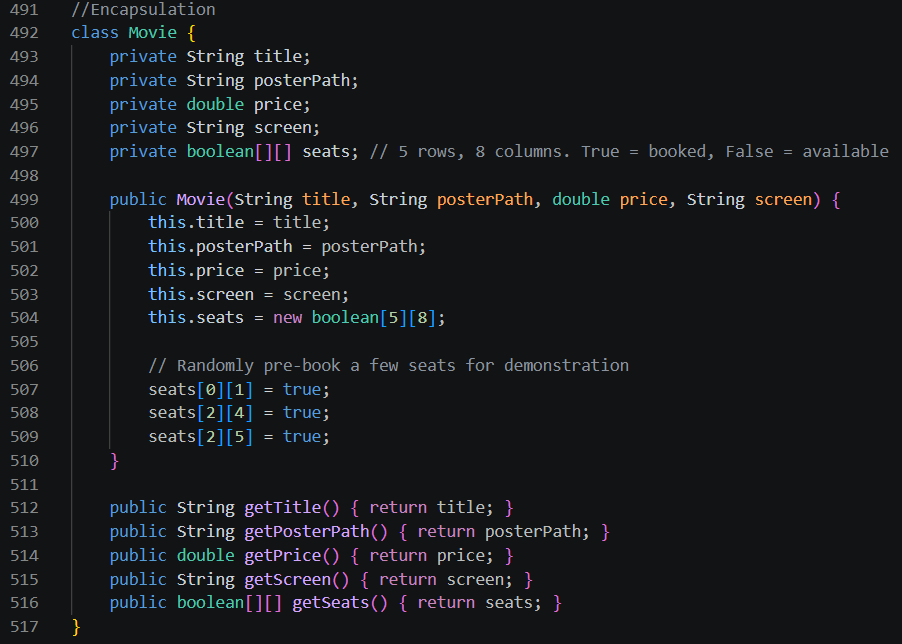 491 //Encapsulation
492 class Movie {
493     private String title;
494     private String posterPath;
495     private double price;
496     private String screen;
497     private boolean[][] seats; // 5 rows, 8 columns. True = booked, False = available
498
499     public Movie(String title, String posterPath, double price, String screen) {
500         this.title = title;
501         this.posterPath = posterPath;
502         this.price = price;
503         this.screen = screen;
504         this.seats = new boolean[5][8];
505
506         // Randomly pre-book a few seats for demonstration
507         seats[0][1] = true;
508         seats[2][4] = true;
509         seats[2][5] = true;
510     }
511
512     public String getTitle() { return title; }
513     public String getPosterPath() { return posterPath; }
514     public double getPrice() { return price; }
515     public String getScreen() { return screen; }
516     public boolean[][] getSeats() { return seats; }
517 }